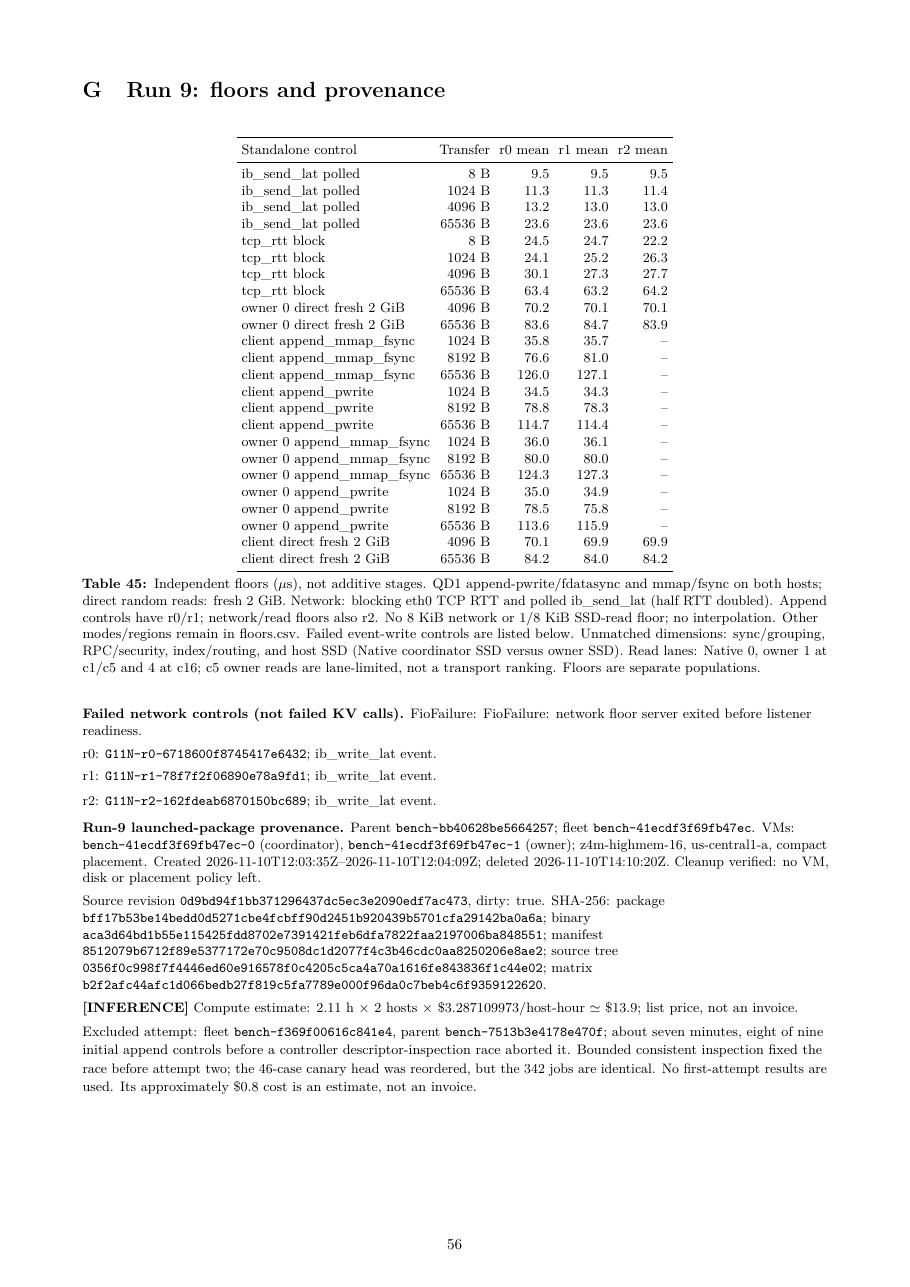 G Run 9: floors and provenance
Standalone control Transfer r0 mean r1 mean r2 mean
ib_send_lat polled 8 B 9.5 9.5 9.5
ib_send_lat polled 1024 B 11.3 11.3 11.4
ib_send_lat polled 4096 B 13.2 13.0 13.0
ib_send_lat polled 65536 B 23.6 23.6 23.6
tcp_rtt block 8 B 24.5 24.7 22.2
tcp_rtt block 1024 B 24.1 25.2 26.3
tcp_rtt block 4096 B 30.1 27.3 27.7
tcp_rtt block 65536 B 63.4 63.2 64.2
owner 0 direct fresh 2 GiB 4096 B 70.2 70.1 70.1
owner 0 direct fresh 2 GiB 65536 B 83.6 84.7 83.9
client append_mmap_fsync 1024 B 35.8 35.7 –
client append_mmap_fsync 8192 B 76.6 81.0 –
client append_mmap_fsync 65536 B 126.0 127.1 –
client append_pwrite 1024 B 34.5 34.3 –
client append_pwrite 8192 B 78.8 78.3 –
client append_pwrite 65536 B 114.7 114.4 –
owner 0 append_mmap_fsync 1024 B 36.0 36.1 –
owner 0 append_mmap_fsync 8192 B 80.0 80.0 –
owner 0 append_mmap_fsync 65536 B 124.3 127.3 –
owner 0 append_pwrite 1024 B 35.0 34.9 –
owner 0 append_pwrite 8192 B 78.5 75.8 –
owner 0 append_pwrite 65536 B 113.6 115.9 –
client direct fresh 2 GiB 4096 B 70.1 69.9 69.9
client direct fresh 2 GiB 65536 B 84.2 84.0 84.2
Table 45: Independent floors (μs), not additive stages. QD1 append-pwrite/fdatasync and mmap/fsync on both hosts;
direct random reads: fresh 2 GiB. Network: blocking eth0 TCP RTT and polled ib_send_lat (half RTT doubled). Append
controls have r0/r1; network/read floors also r2. No 8 KiB network or 1/8 KiB SSD-read floor; no interpolation. Other
modes/regions remain in floors.csv. Failed event-write controls are listed below. Unmatched dimensions: sync/grouping,
RPC/security, index/routing, and host SSD (Native coordinator SSD versus owner SSD). Read lanes: Native 0, owner 1 at
c1/c5 and 4 at c16; c5 owner reads are lane-limited, not a transport ranking. Floors are separate populations.
Failed network controls (not failed KV calls). FioFailure: FioFailure: network floor server exited before listener
readiness.
r0: G11N-r0-6718600f8745417e6432; ib_write_lat event.
r1: G11N-r1-78f7f2f06890e78a9fd1; ib_write_lat event.
r2: G11N-r2-162fdeab6870150bc689; ib_write_lat event.
Run-9 launched-package provenance. Parent bench-bb40628be5664257; fleet bench-41ecdf3f69fb47ec. VMs:
bench-41ecdf3f69fb47ec-0 (coordinator), bench-41ecdf3f69fb47ec-1 (owner); z4m-highmem-16, us-central1-a, compact
placement. Created 2026-11-10T12:03:35Z–2026-11-10T12:04:09Z; deleted 2026-11-10T14:10:20Z. Cleanup verified: no VM,
disk or placement policy left.
Source revision 0d9bd94f1bb371296437dc5ec3e2090edf7ac473, dirty: true. SHA-256: package
bff17b53be14bedd0d5271cbe4fcbff90d2451b920439b5701cfa29142ba0a6a; binary
aca3d64bd1b55e115425fdd8702e7391421feb6dfa7822faa2197006ba848551; manifest
8512079b6712f89e5377172e70c9508dc1d2077f4c3b46cdc0aa8250206e8ae2; source tree
0356f0c998f7f4446ed60e916578f0c4205c5ca4a70a1616fe843836f1c44e02; matrix
b2f2afc44afc1d066bedb27f819c5fa7789e000f96da0c7beb4c6f9359122620.
[INFERENCE] Compute estimate: 2.11 h × 2 hosts × $3.287109973/host-hour ≃ $13.9; list price, not an invoice.
Excluded attempt: fleet bench-f369f00616c841e4, parent bench-7513b3e4178e470f; about seven minutes, eight of nine
initial append controls before a controller descriptor-inspection race aborted it. Bounded consistent inspection fixed the
race before attempt two; the 46-case canary head was reordered, but the 342 jobs are identical. No first-attempt results are
used. Its approximately $0.8 cost is an estimate, not an invoice.
56